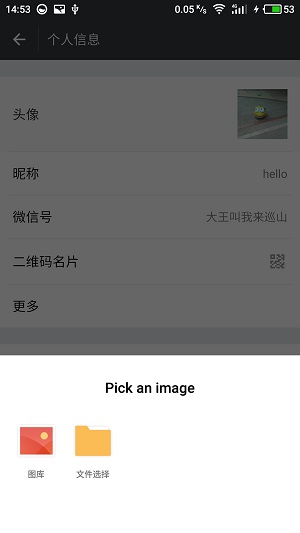 14:53
0.05 K/s 4G 53
个人信息
头像
昵称 hello
微信号 大王叫我来巡山
二维码名片
更多
Pick an image
图库 文件选择